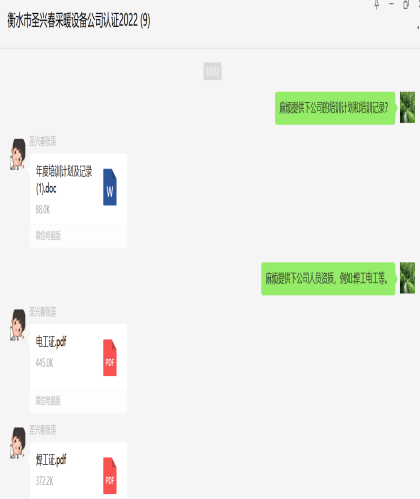 衡水市圣兴春采暖设备公司认证2022 (9)
10:02
麻烦提供下公司的培训计划和培训记录？
圣兴春张涛
年度培训计划及记录
(1).doc
88.0K
W
微信电脑版
麻烦提供下公司人员资质，例如焊工电工等。
圣兴春张涛
电工证.pdf
445.0K
PDF
微信电脑版
圣兴春张涛
焊工证.pdf
372.2K
PDF